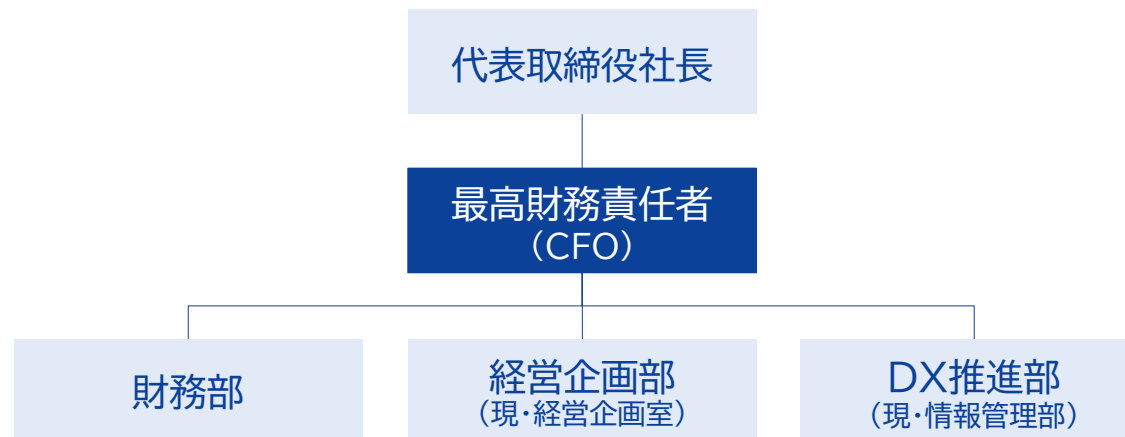 代表取締役社長
最高財務責任者
（CFO）
財務部
経営企画部
（現・経営企画室）
DX推進部
（現・情報管理部）